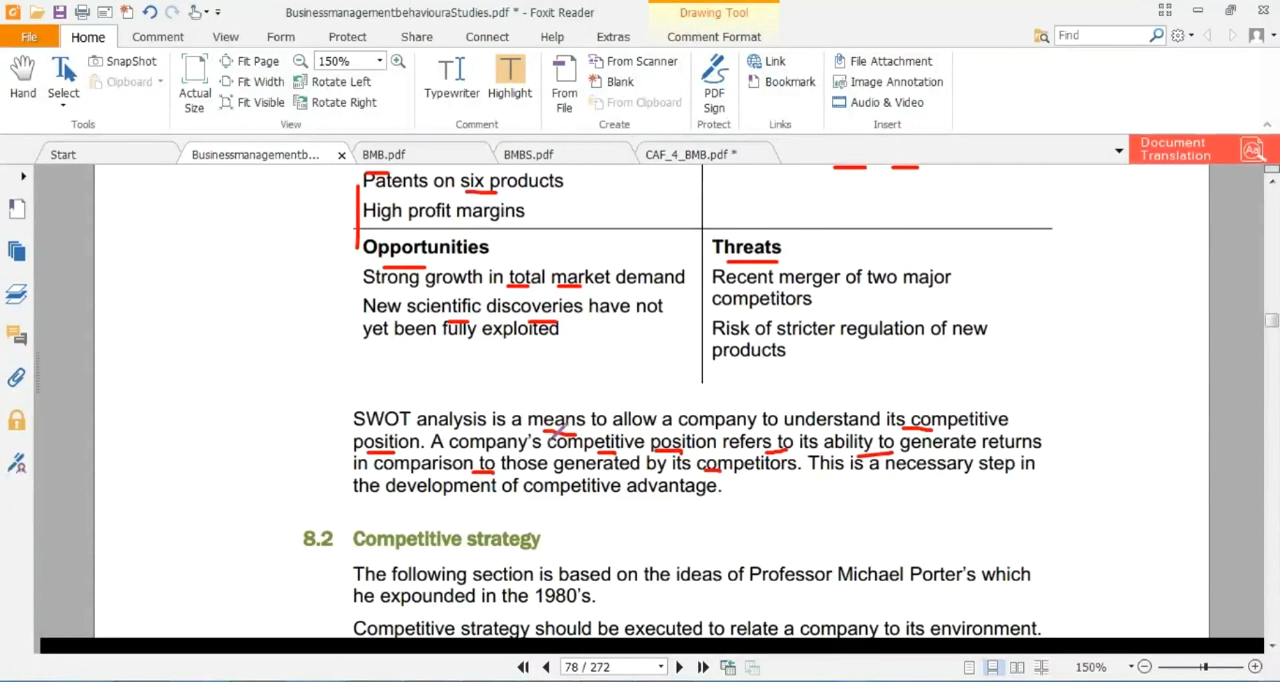 BusinessmanagementbehaviouraStudies.pdf * - Foxit Reader
Drawing Tool
File Home Comment View Form Protect Share Connect Help Extras Comment Format
Find
Hand
Select
SnapShot
Clipboard
Actual Size
Fit Page
Fit Width
Fit Visible
150%
Rotate Left
Rotate Right
Typewriter
Highlight
From File
From Scanner
Blank
From Clipboard
PDF Sign
Link
Bookmark
File Attachment
Image Annotation
Audio & Video
Tools View Comment Create Protect Links Insert
Start Businessmanagementb... x BMB.pdf BMBS.pdf CAF_4_BMB.pdf *
Document Translation
Patents on six products
High profit margins
Opportunities
Strong growth in total market demand
New scientific discoveries have not
yet been fully exploited
Threats
Recent merger of two major
competitors
Risk of stricter regulation of new
products
SWOT analysis is a means to allow a company to understand its competitive
position. A company's competitive position refers to its ability to generate returns
in comparison to those generated by its competitors. This is a necessary step in
the development of competitive advantage.
8.2 Competitive strategy
The following section is based on the ideas of Professor Michael Porter's which
he expounded in the 1980's.
Competitive strategy should be executed to relate a company to its environment.
78 / 272
150%